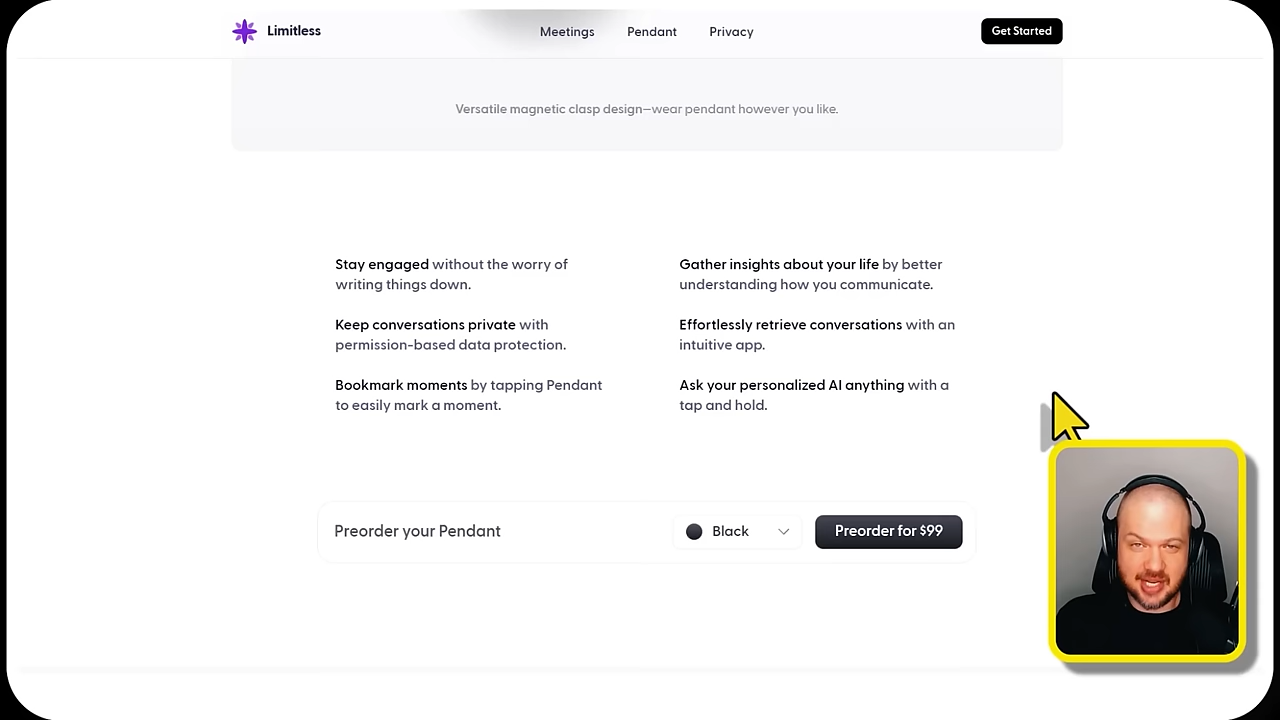 Limitless
Meetings
Pendant
Privacy
Get Started
Versatile magnetic clasp design—wear pendant however you like.
Stay engaged without the worry of
writing things down.
Keep conversations private with
permission-based data protection.
Bookmark moments by tapping Pendant
to easily mark a moment.
Gather insights about your life by better
understanding how you communicate.
Effortlessly retrieve conversations with an
intuitive app.
Ask your personalized AI anything with a
tap and hold.
Preorder your Pendant
Black
Preorder for $99